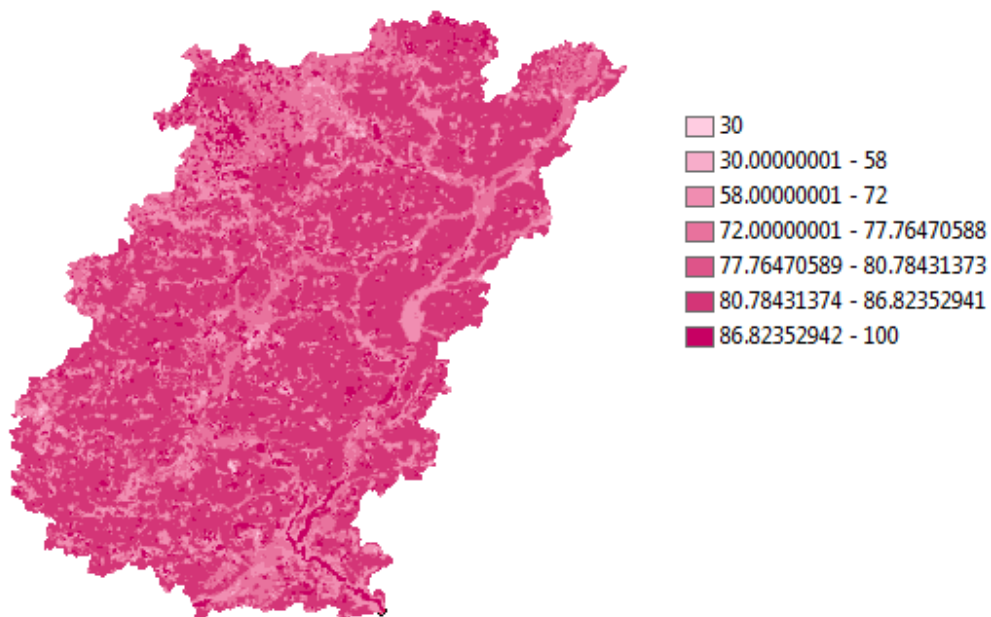 30
30.00000001 - 58
58.00000001 - 72
72.00000001 - 77.76470588
77.76470589 - 80.78431373
80.78431374 - 86.82352941
86.82352942 - 100